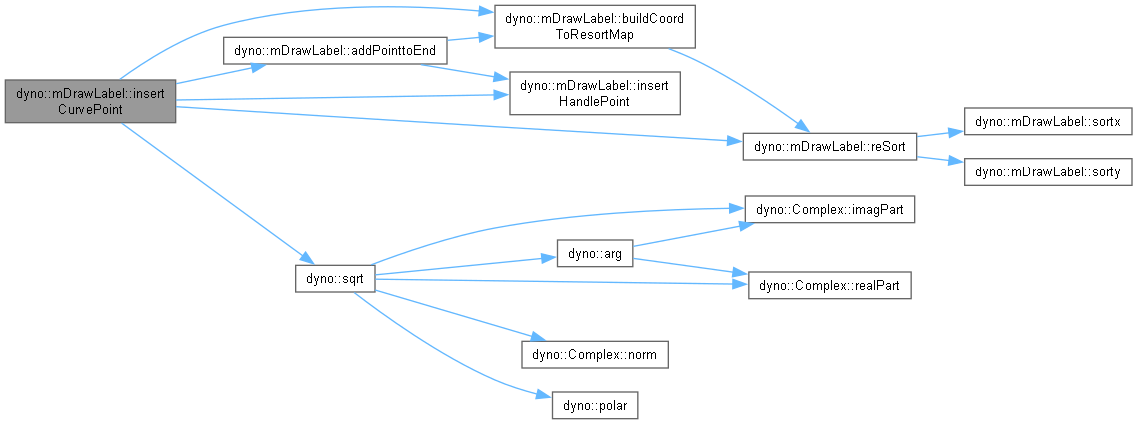 dyno::mDrawLabel::insert
CurvePoint
dyno::mDrawLabel::addPointtoEnd
dyno::mDrawLabel::buildCoord
ToResortMap
dyno::mDrawLabel::insert
HandlePoint
dyno::mDrawLabel::reSort
dyno::mDrawLabel::sortx
dyno::mDrawLabel::sorty
dyno::sqrt
dyno::arg
dyno::Complex::imagPart
dyno::Complex::realPart
dyno::Complex::norm
dyno::polar